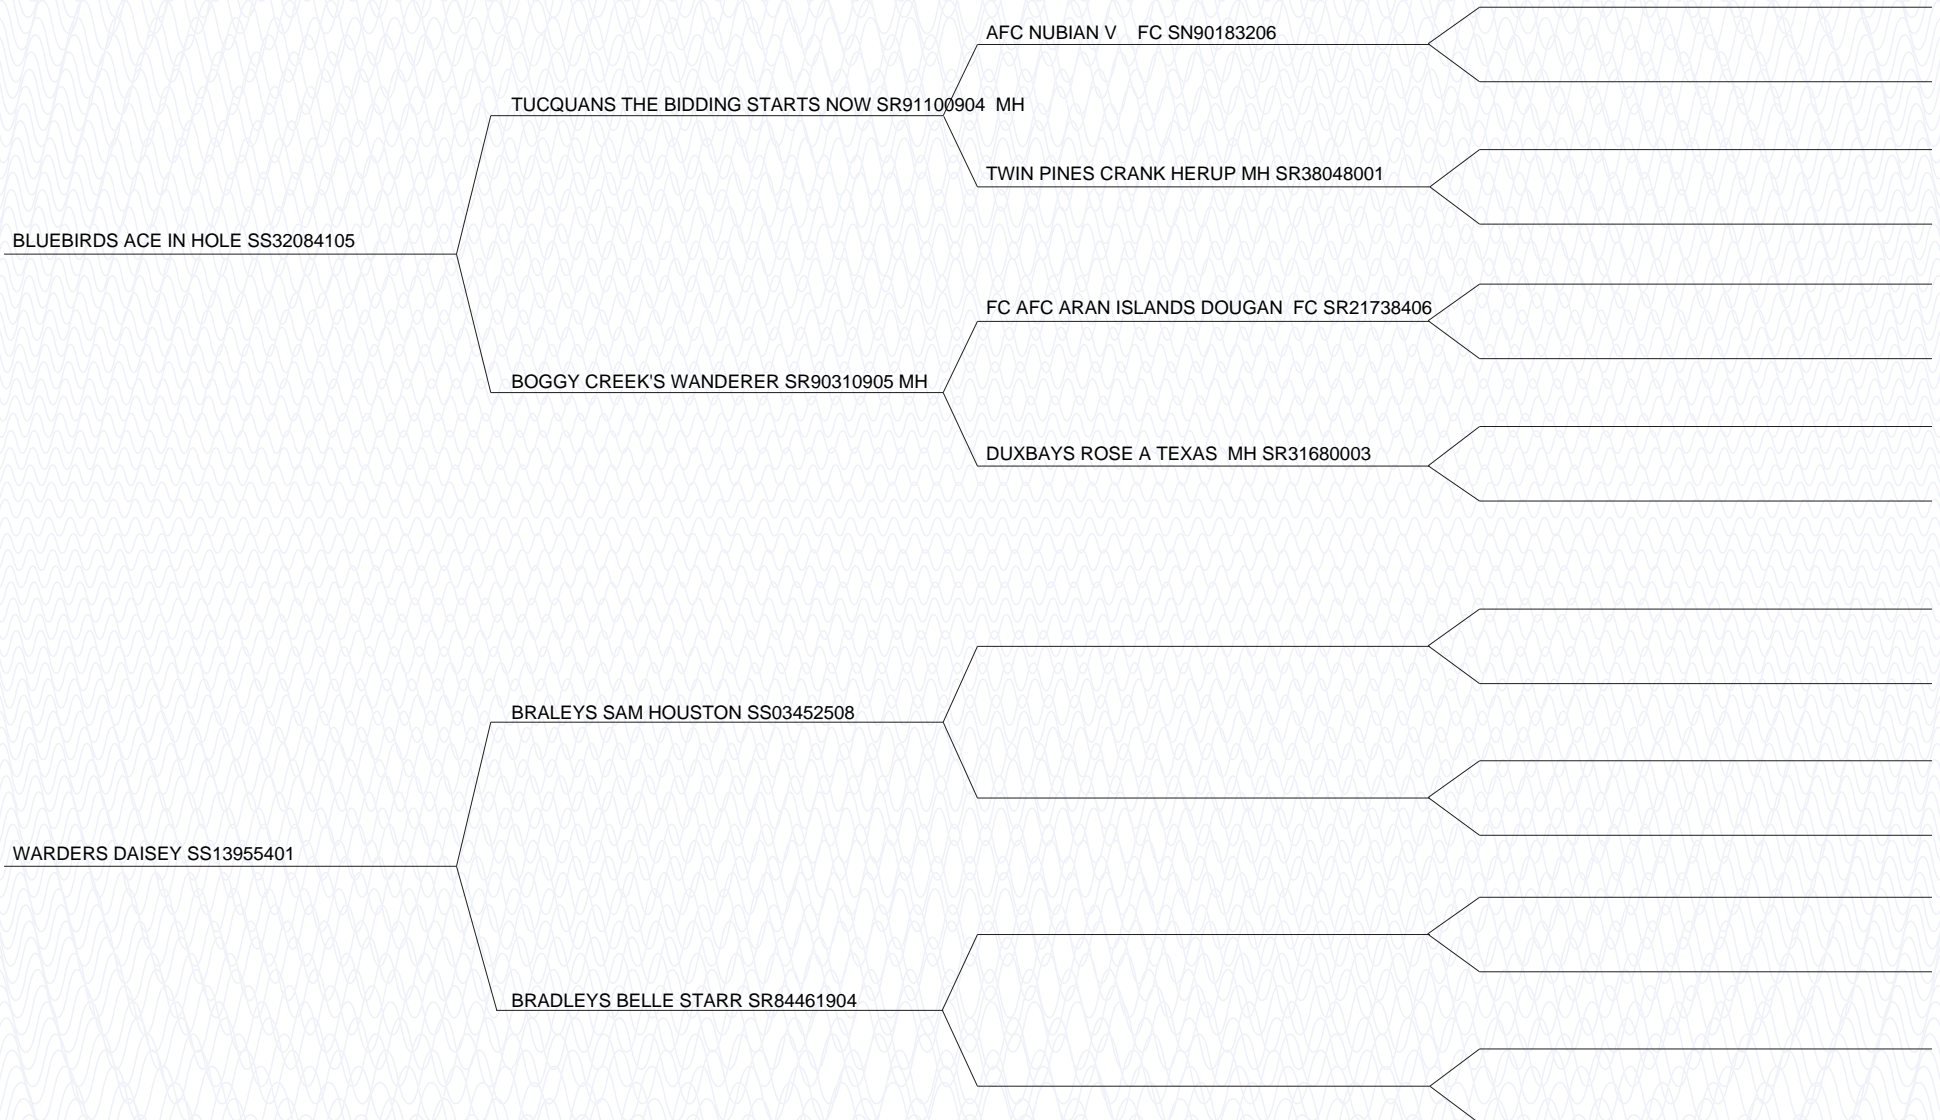 AFC NUBIAN V    FC SN90183206
TUCQUANS THE BIDDING STARTS NOW SR91100904  MH
TWIN PINES CRANK HERUP MH SR38048001
BLUEBIRDS ACE IN HOLE SS32084105
FC AFC ARAN ISLANDS DOUGAN  FC SR21738406
BOGGY CREEK'S WANDERER SR90310905 MH
DUXBAYS ROSE A TEXAS  MH SR31680003
BRALEYS SAM HOUSTON SS03452508
WARDERS DAISEY SS13955401
BRADLEYS BELLE STARR SR84461904